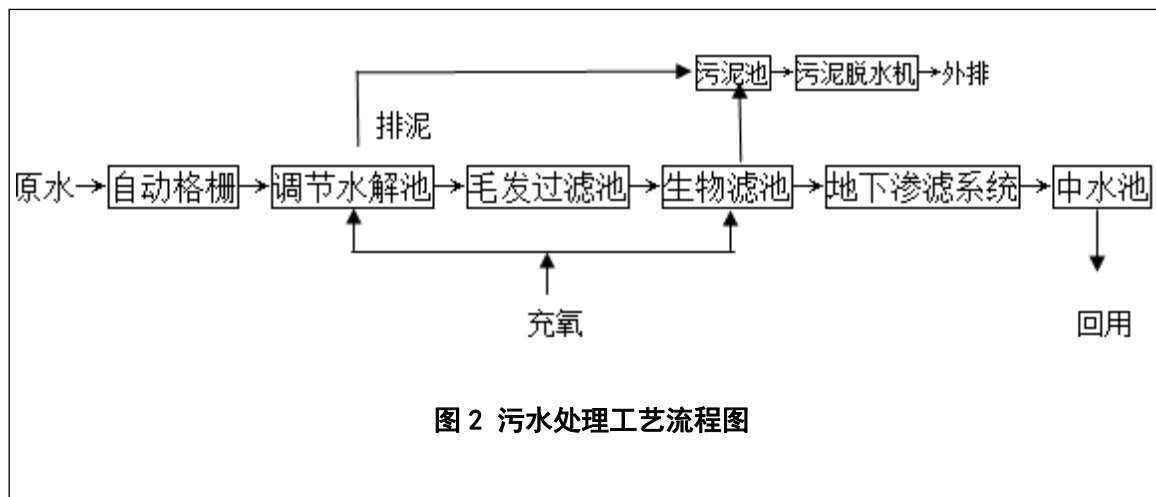 污泥池→污泥脱水机→外排
排泥
原水→自动格栅→调节水解池→毛发过滤池→生物滤池→地下渗滤系统→中水池
充氧
回用
图 2 污水处理工艺流程图